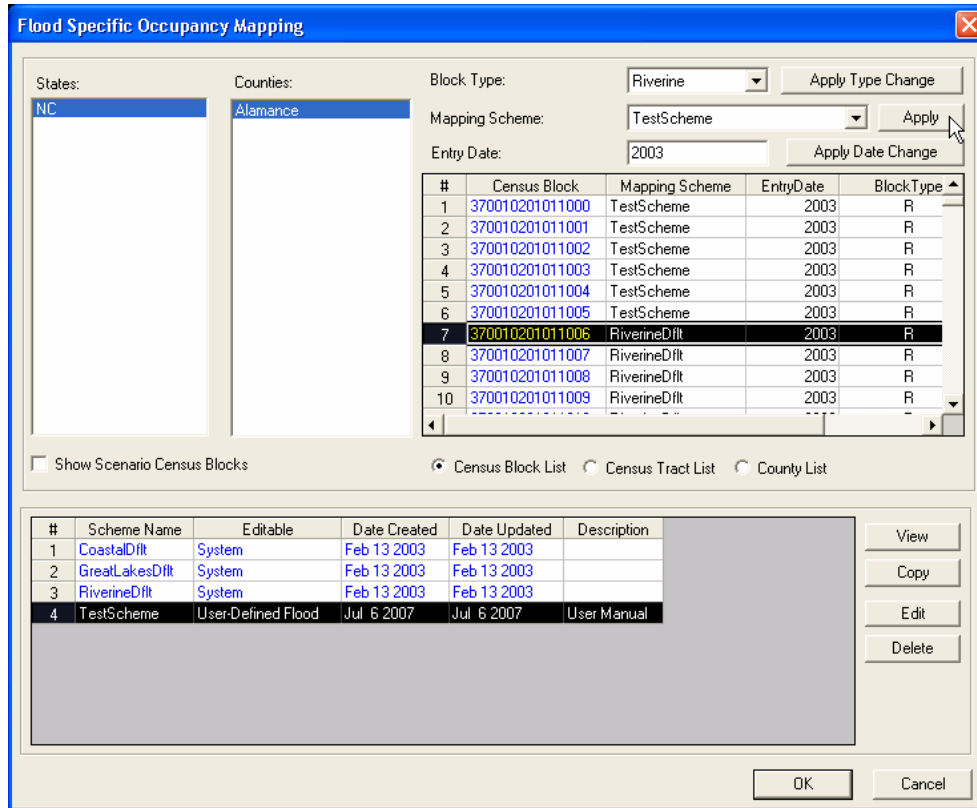 Flood Specific Occupancy Mapping
States: Counties: Block Type: Riverine Apply Type Change
NC Alamance Mapping Scheme: TestScheme Apply
Entry Date: 2003 Apply Date Change
# Census Block Mapping Scheme EntryDate BlockType
1 370010201011000 TestScheme 2003 R
2 370010201011001 TestScheme 2003 R
3 370010201011002 TestScheme 2003 R
4 370010201011003 TestScheme 2003 R
5 370010201011004 TestScheme 2003 R
6 370010201011005 TestScheme 2003 R
7 370010201011006 RiverineDflt 2003 R
8 370010201011007 RiverineDflt 2003 R
9 370010201011008 RiverineDflt 2003 R
10 370010201011009 RiverineDflt 2003 R
Show Scenario Census Blocks Census Block List Census Tract List County List
# Scheme Name Editable Date Created Date Updated Description
1 CoastalDflt System Feb 13 2003 Feb 13 2003
2 GreatLakesDflt System Feb 13 2003 Feb 13 2003
3 RiverineDflt System Feb 13 2003 Feb 13 2003
4 TestScheme User-Defined Flood Jul 6 2007 Jul 6 2007 User Manual
View
Copy
Edit
Delete
OK Cancel